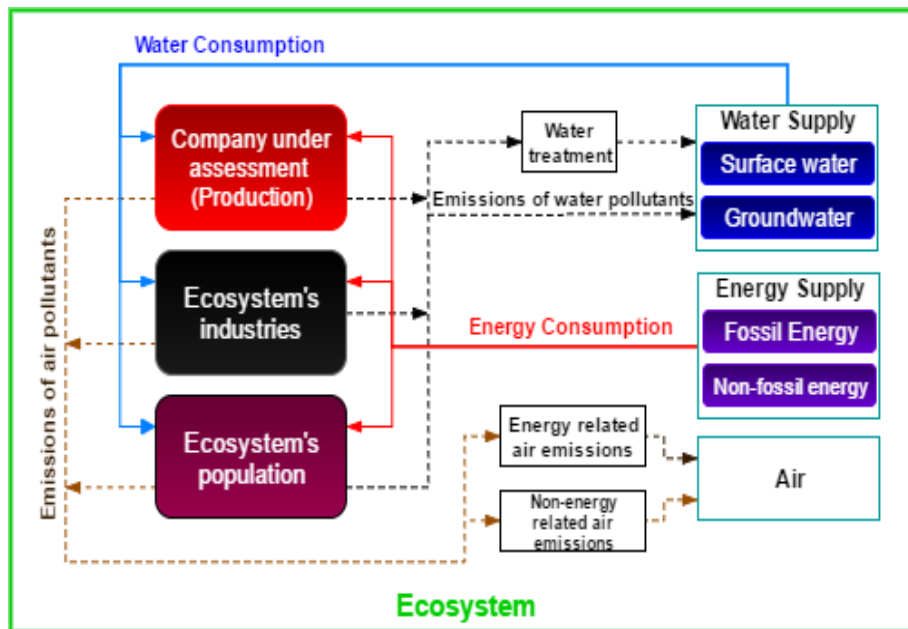 Water Consumption
Company under
assessment
(Production)
Water
treatment
Water Supply
Surface water
Groundwater
Emissions of water pollutants
Emissions of air pollutants
Ecosystem's
industries
Energy Consumption
Energy Supply
Fossil Energy
Non-fossil energy
Ecosystem's
population
Energy related
air emissions
Non-energy
related air
emissions
Air
Ecosystem